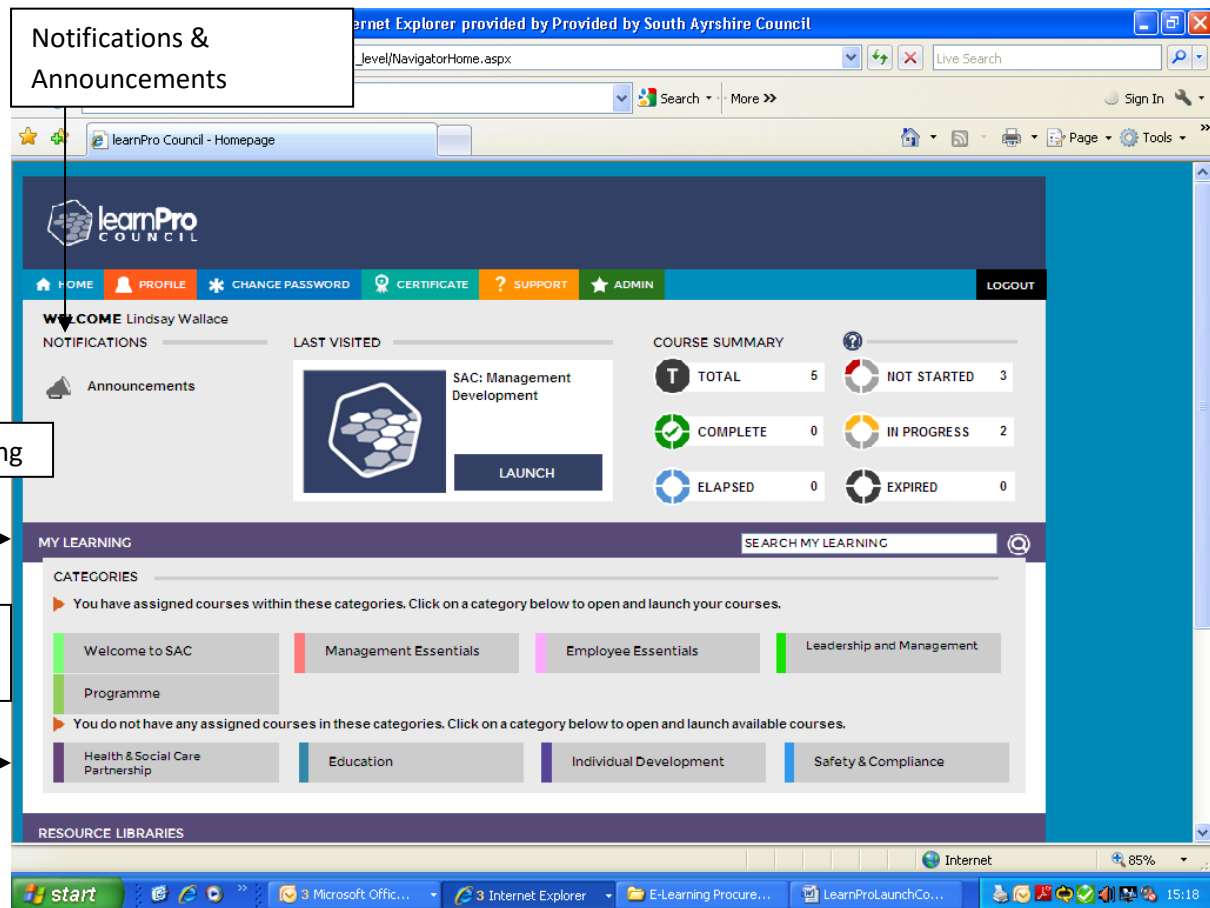 Notifications &
Announcements
ernet Explorer provided by Provided by South Ayrshire Council
_level/NavigatorHome.aspx
Live Search
Search
More >>
Sign In
learnPro Council - Homepage
Page
Tools
learnPro
COUNCIL
HOME PROFILE CHANGE PASSWORD CERTIFICATE ? SUPPORT ADMIN LOGOUT
WELCOME Lindsay Wallace
NOTIFICATIONS
Announcements
LAST VISITED
SAC: Management
Development
LAUNCH
COURSE SUMMARY ?
T TOTAL 5 NOT STARTED 3
COMPLETE 0 IN PROGRESS 2
ELAPSED 0 EXPIRED 0
ng
MY LEARNING
SEARCH MY LEARNING
CATEGORIES
You have assigned courses within these categories. Click on a category below to open and launch your courses.
Welcome to SAC Management Essentials Employee Essentials Leadership and Management
Programme
You do not have any assigned courses in these categories. Click on a category below to open and launch available courses.
Health & Social Care
Partnership
Education Individual Development Safety & Compliance
RESOURCE LIBRARIES
Internet 85%
start 3 Microsoft Offic... 3 Internet Explorer E-Learning Procure... LearnProLaunchCo... 15:18